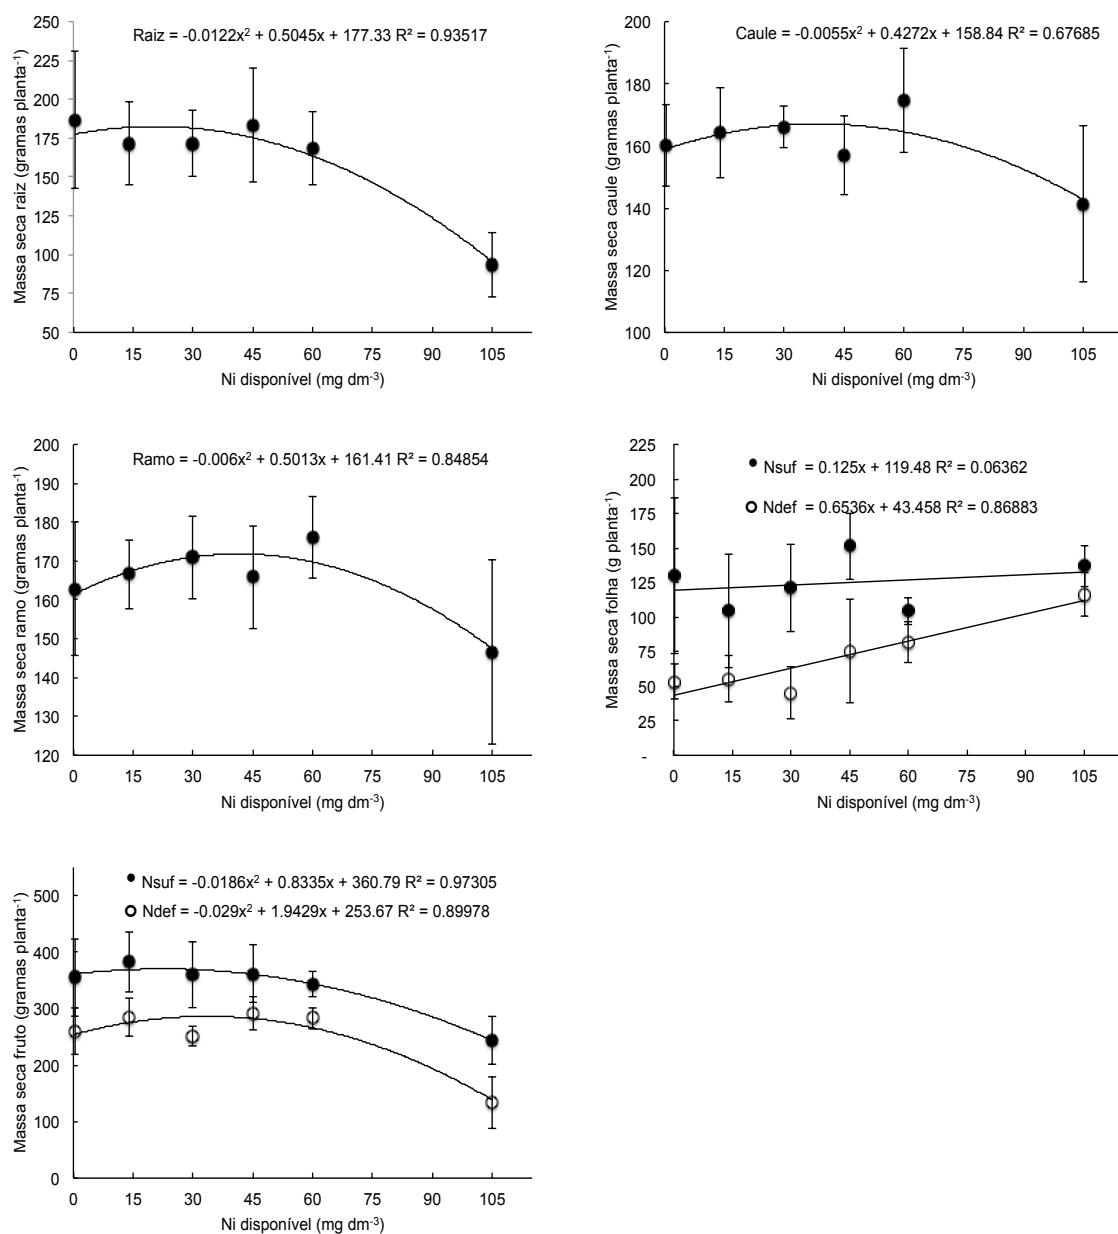 Raiz = -0.0122x² + 0.5045x + 177.33 R² = 0.93517
Massa seca raiz (gramas planta⁻¹)
250
225
200
175
150
125
100
75
50
0 15 30 45 60 75 90 105
Ni disponível (mg dm⁻³)
Caule = -0.0055x² + 0.4272x + 158.84 R² = 0.67685
Massa seca caule (gramas planta⁻¹)
200
180
160
140
120
100
0 15 30 45 60 75 90 105
Ni disponível (mg dm⁻³)
Ramo = -0.006x² + 0.5013x + 161.41 R² = 0.84854
Massa seca ramo (gramas planta⁻¹)
200
190
180
170
160
150
140
130
120
0 15 30 45 60 75 90 105
Ni disponível (mg dm⁻³)
Nsuf = 0.125x + 119.48 R² = 0.06362
Ndef = 0.6536x + 43.458 R² = 0.86883
Massa seca folha (g planta⁻¹)
225
200
175
150
125
100
75
50
25
-
0 15 30 45 60 75 90 105
Ni disponível (mg dm⁻³)
Nsuf = -0.0186x² + 0.8335x + 360.79 R² = 0.97305
Ndef = -0.029x² + 1.9429x + 253.67 R² = 0.89978
Massa seca fruto (gramas planta⁻¹)
500
400
300
200
100
0
0 15 30 45 60 75 90 105
Ni disponível (mg dm⁻³)